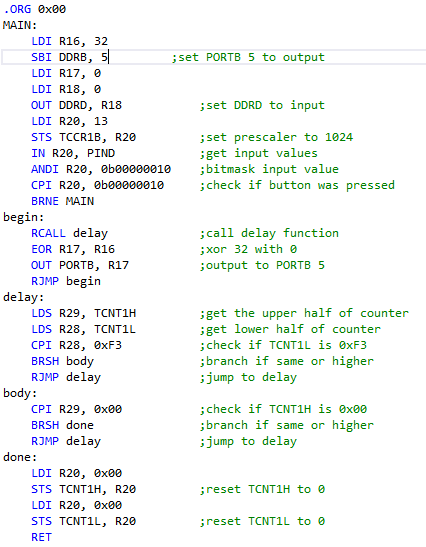 .ORG 0x00
MAIN:
LDI R16, 32
SBI DDRB, 5 ;set PORTB 5 to output
LDI R17, 0
LDI R18, 0
OUT DDRD, R18 ;set DDRD to input
LDI R20, 13
STS TCCR1B, R20 ;set prescaler to 1024
IN R20, PIND ;get input values
ANDI R20, 0b00000010 ;bitmask input value
CPI R20, 0b00000010 ;check if button was pressed
BRNE MAIN
begin:
RCALL delay ;call delay function
EOR R17, R16 ;xor 32 with 0
OUT PORTB, R17 ;output to PORTB 5
RJMP begin
delay:
LDS R29, TCNT1H ;get the upper half of counter
LDS R28, TCNT1L ;get lower half of counter
CPI R28, 0xF3 ;check if TCNT1L is 0xF3
BRSH body ;branch if same or higher
RJMP delay ;jump to delay
body:
CPI R29, 0x00 ;check if TCNT1H is 0x00
BRSH done ;branch if same or higher
RJMP delay ;jump to delay
done:
LDI R20, 0x00
STS TCNT1H, R20 ;reset TCNT1H to 0
LDI R20, 0x00
STS TCNT1L, R20 ;reset TCNT1L to 0
RET